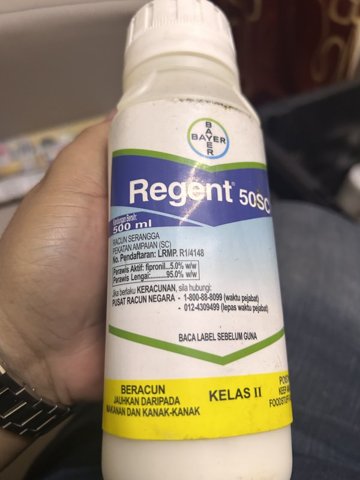 BAYER
BAYER
Regent® 50SC
Kandungan Bersih:
500 ml
RACUN SERANGGA
PEKATAN AMPAIAN (SC)
No. Pendaftaran: LRMP. R1/4148
Perawis Aktif: fipronil...5.0% w/w
Perawis Lengai:..........95.0% w/w
Jika berlaku KERACUNAN, sila hubungi:
PUSAT RACUN NEGARA - 1-800-88-8099 (waktu pejabat)
- 012-4309499 (lepas waktu pejabat)
BACA LABEL SEBELUM GUNA
BERACUN
JAUHKAN DARIPADA
MAKANAN DAN KANAK-KANAK
KELAS II
KEEP
FOODSTUFF